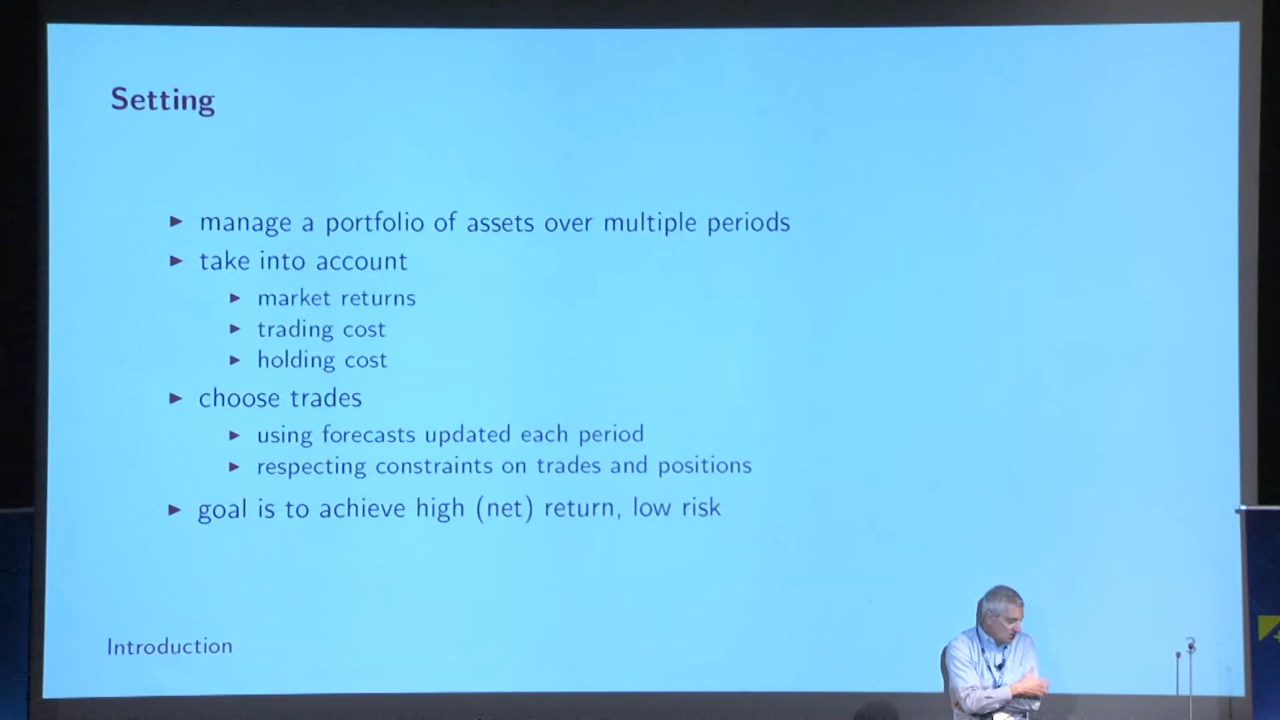 Setting
▶ manage a portfolio of assets over multiple periods
▶ take into account
▶ market returns
▶ trading cost
▶ holding cost
▶ choose trades
▶ using forecasts updated each period
▶ respecting constraints on trades and positions
▶ goal is to achieve high (net) return, low risk
Introduction